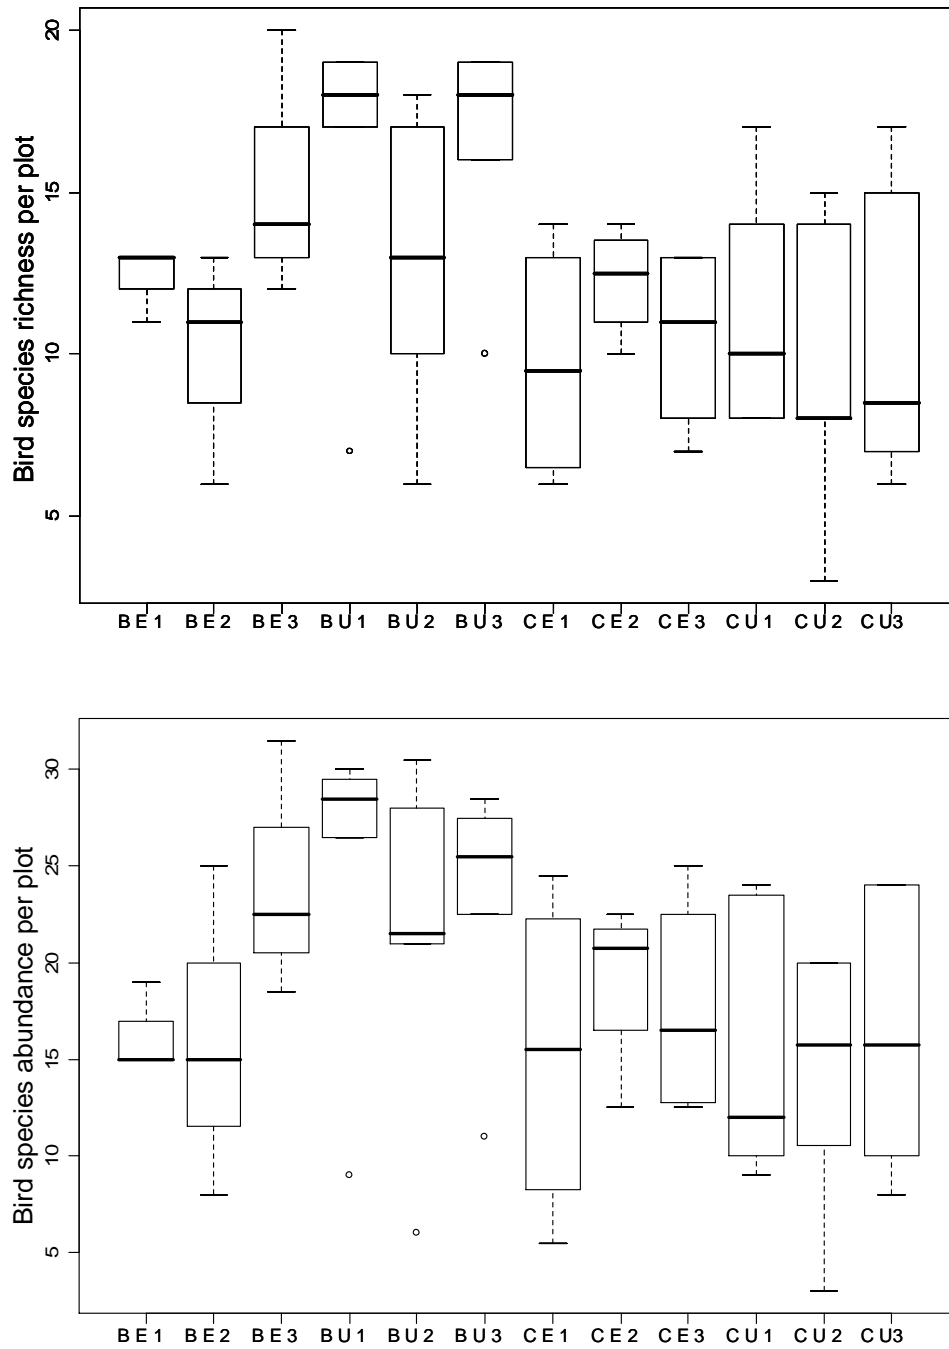 Bird species richness per plot
20
15
10
5
BE1 BE2 BE3 BU1 BU2 BU3 CE1 CE2 CE3 CU1 CU2 CU3
Bird species abundance per plot
30
25
20
15
10
5
BE1 BE2 BE3 BU1 BU2 BU3 CE1 CE2 CE3 CU1 CU2 CU3